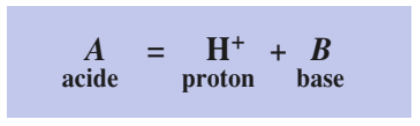 A = H⁺ + B
acide proton base